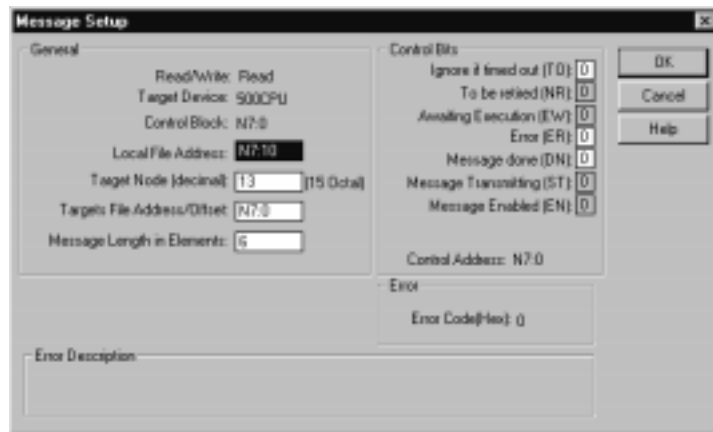 Message Setup
General
Read/Write: Read
Target Device: 500CPU
Control Block: N7:0
Local File Address: N7:10
Target Node (decimal): 13 (15 Octal)
Targets File Address/Offset: N7:0
Message Length in Elements: 6
Control Bits
Ignore if timed out (TO): 0
To be retried (NR): 0
Awaiting Execution (EW): 0
Error (ER): 0
Message done (DN): 0
Message Transmitting (ST): 0
Message Enabled (EN): 0
Control Address: N7:0
Error
Error Code(Hex): 0
Error Description
OK
Cancel
Help